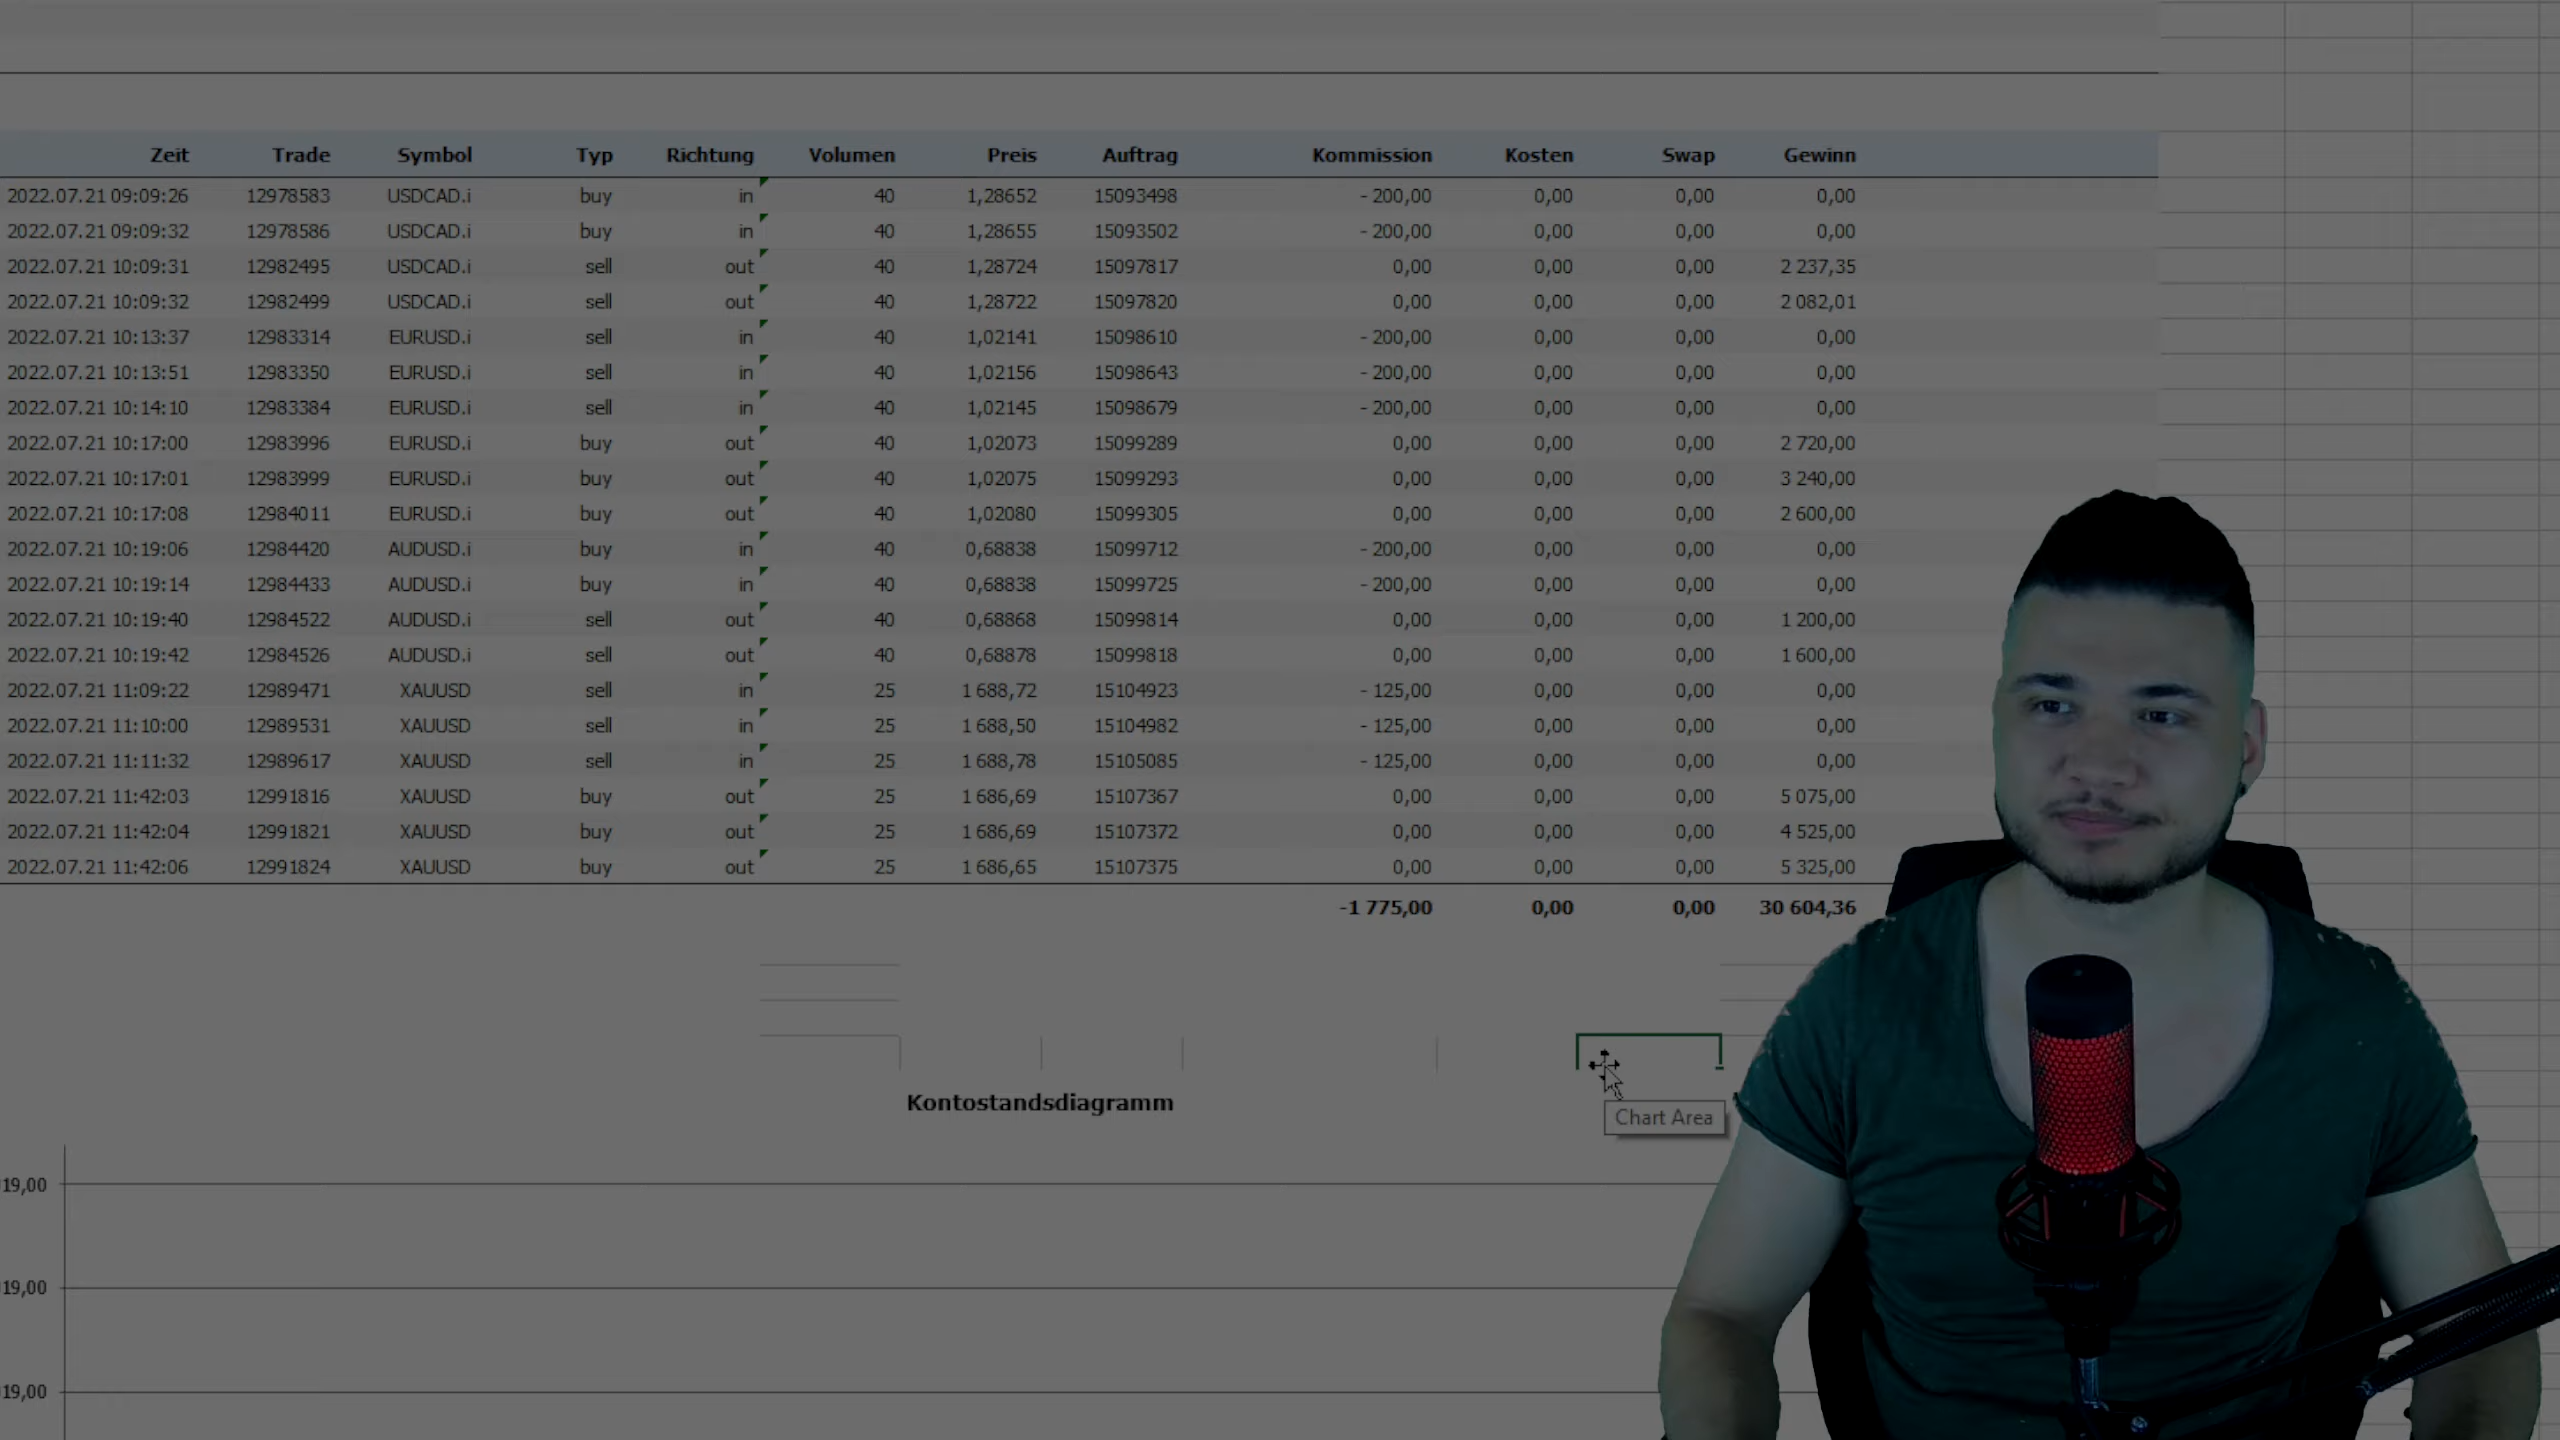 Zeit Trade Symbol Typ Richtung Volumen Preis Auftrag Kommission Kosten Swap Gewinn
2022.07.21 09:09:26 12978583 USDCAD.i buy in 40 1,28652 15093498 - 200,00 0,00 0,00 0,00
2022.07.21 09:09:32 12978586 USDCAD.i buy in 40 1,28655 15093502 - 200,00 0,00 0,00 0,00
2022.07.21 10:09:31 12982495 USDCAD.i sell out 40 1,28724 15097817 0,00 0,00 0,00 2 237,35
2022.07.21 10:09:32 12982499 USDCAD.i sell out 40 1,28722 15097820 0,00 0,00 0,00 2 082,01
2022.07.21 10:13:37 12983314 EURUSD.i sell in 40 1,02141 15098610 - 200,00 0,00 0,00 0,00
2022.07.21 10:13:51 12983350 EURUSD.i sell in 40 1,02156 15098643 - 200,00 0,00 0,00 0,00
2022.07.21 10:14:10 12983384 EURUSD.i sell in 40 1,02145 15098679 - 200,00 0,00 0,00 0,00
2022.07.21 10:17:00 12983996 EURUSD.i buy out 40 1,02073 15099289 0,00 0,00 0,00 2 720,00
2022.07.21 10:17:01 12983999 EURUSD.i buy out 40 1,02075 15099293 0,00 0,00 0,00 3 240,00
2022.07.21 10:17:08 12984011 EURUSD.i buy out 40 1,02080 15099305 0,00 0,00 0,00 2 600,00
2022.07.21 10:19:06 12984420 AUDUSD.i buy in 40 0,68838 15099712 - 200,00 0,00 0,00 0,00
2022.07.21 10:19:14 12984433 AUDUSD.i buy in 40 0,68838 15099725 - 200,00 0,00 0,00 0,00
2022.07.21 10:19:40 12984522 AUDUSD.i sell out 40 0,68868 15099814 0,00 0,00 0,00 1 200,00
2022.07.21 10:19:42 12984526 AUDUSD.i sell out 40 0,68878 15099818 0,00 0,00 0,00 1 600,00
2022.07.21 11:09:22 12989471 XAUUSD sell in 25 1 688,72 15104923 - 125,00 0,00 0,00 0,00
2022.07.21 11:10:00 12989531 XAUUSD sell in 25 1 688,50 15104982 - 125,00 0,00 0,00 0,00
2022.07.21 11:11:32 12989617 XAUUSD sell in 25 1 688,78 15105085 - 125,00 0,00 0,00 0,00
2022.07.21 11:42:03 12991816 XAUUSD buy out 25 1 686,69 15107367 0,00 0,00 0,00 5 075,00
2022.07.21 11:42:04 12991821 XAUUSD buy out 25 1 686,69 15107372 0,00 0,00 0,00 4 525,00
2022.07.21 11:42:06 12991824 XAUUSD buy out 25 1 686,65 15107375 0,00 0,00 0,00 5 325,00
-1 775,00 0,00 0,00 30 604,36
Kontostandsdiagramm
Chart Area
19,00
19,00
19,00